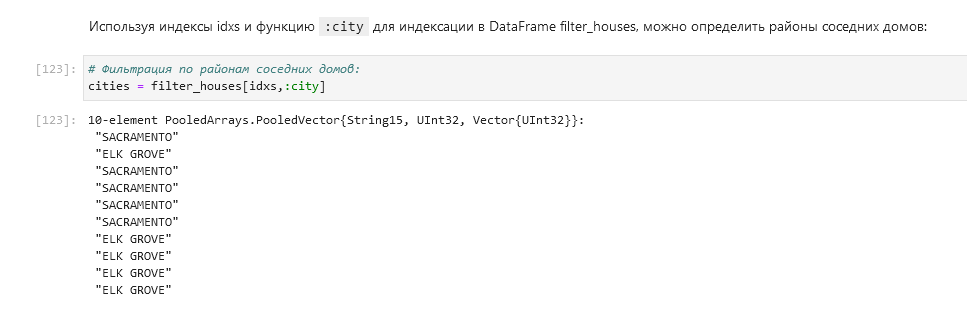 Используя индексы idxs и функцию :city для индексации в DataFrame filter_houses, можно определить районы соседних домов:
[123]: # Фильтрация по районам соседних домов:
cities = filter_houses[idxs,:city]
[123]: 10-element PooledArrays.PooledVector{String15, UInt32, Vector{UInt32}}:
"SACRAMENTO"
"ELK GROVE"
"SACRAMENTO"
"SACRAMENTO"
"SACRAMENTO"
"SACRAMENTO"
"ELK GROVE"
"ELK GROVE"
"ELK GROVE"
"ELK GROVE"